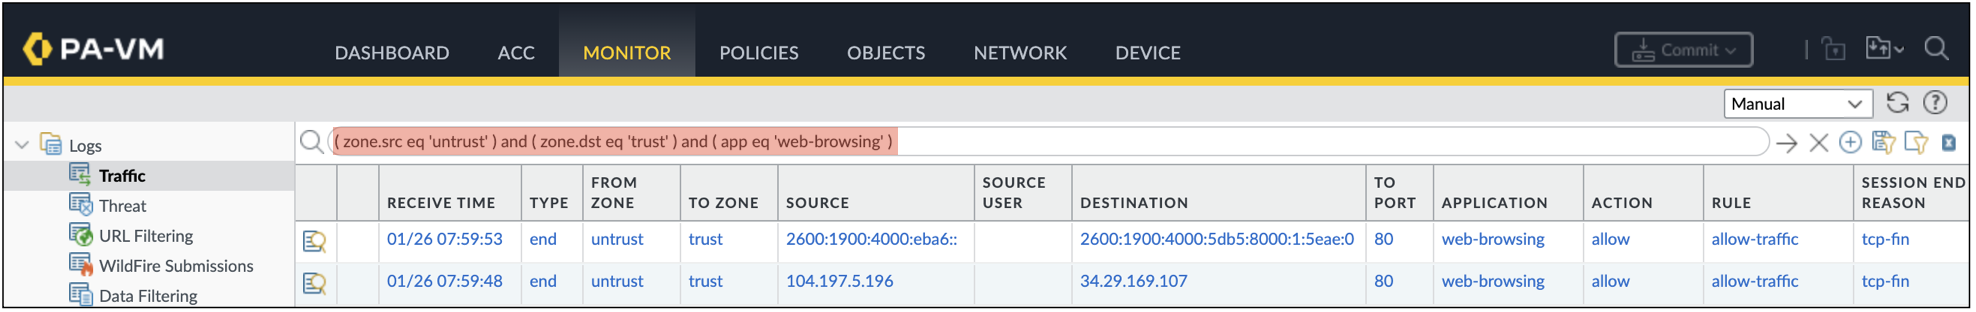 PA-VM
DASHBOARD ACC MONITOR POLICIES OBJECTS NETWORK DEVICE Commit
Manual
Logs
Traffic
Threat
URL Filtering
WildFire Submissions
Data Filtering
( zone.src eq 'untrust' ) and ( zone.dst eq 'trust' ) and ( app eq 'web-browsing' )
RECEIVE TIME TYPE FROM ZONE TO ZONE SOURCE SOURCE USER DESTINATION TO PORT APPLICATION ACTION RULE SESSION END REASON
01/26 07:59:53 end untrust trust 2600:1900:4000:eba6:: 2600:1900:4000:5db5:8000:1:5eae:0 80 web-browsing allow allow-traffic tcp-fin
01/26 07:59:48 end untrust trust 104.197.5.196 34.29.169.107 80 web-browsing allow allow-traffic tcp-fin